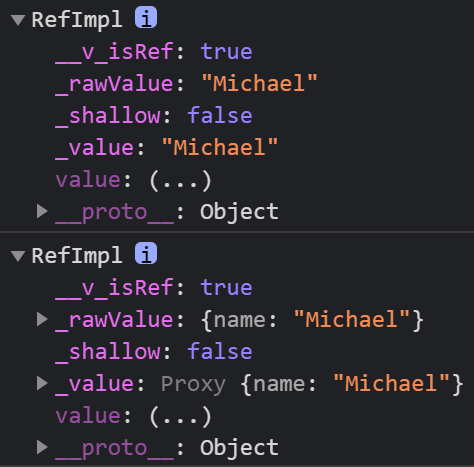 RefImpl i
__v_isRef: true
_rawValue: "Michael"
_shallow: false
_value: "Michael"
value: (...)
__proto__: Object
RefImpl i
__v_isRef: true
_rawValue: {name: "Michael"}
_shallow: false
_value: Proxy {name: "Michael"}
value: (...)
__proto__: Object